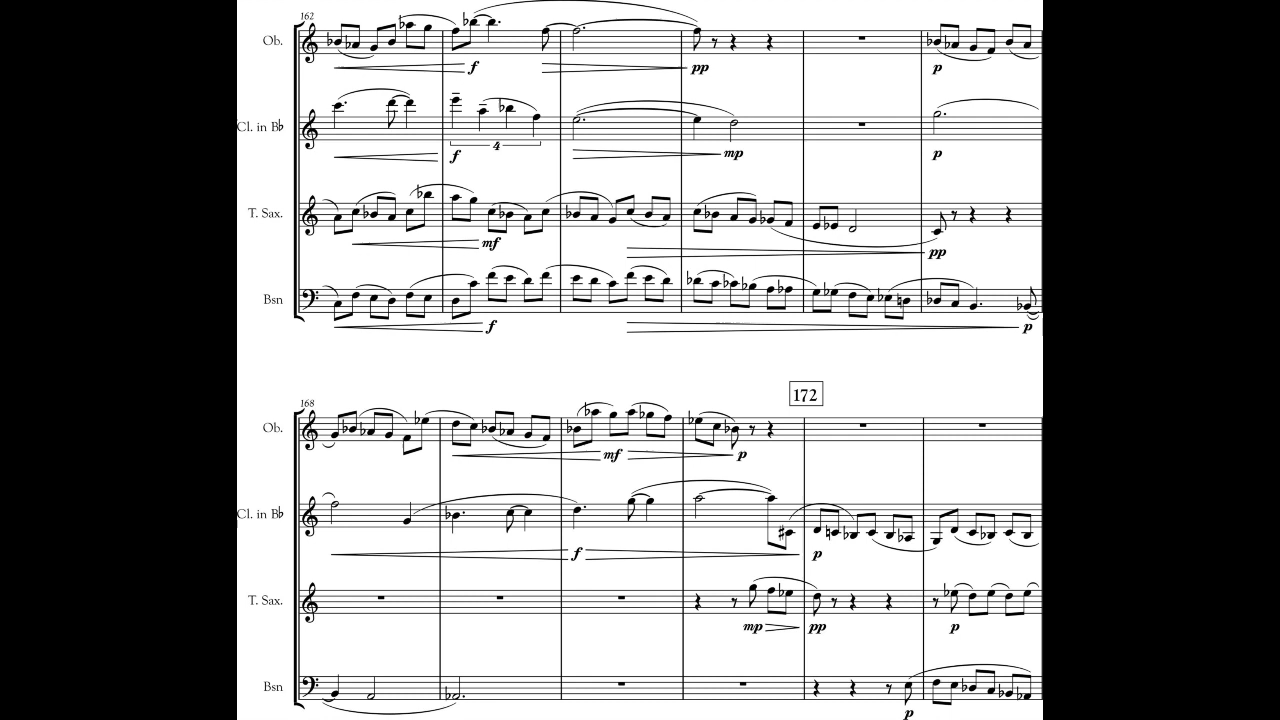 162
Ob.
f
pp
p
Cl. in B♭
f
4
mp
p
T. Sax.
mf
pp
Bsn
f
p
172
168
Ob.
mf
p
Cl. in B♭
f
p
T. Sax.
mp
pp
p
Bsn
p